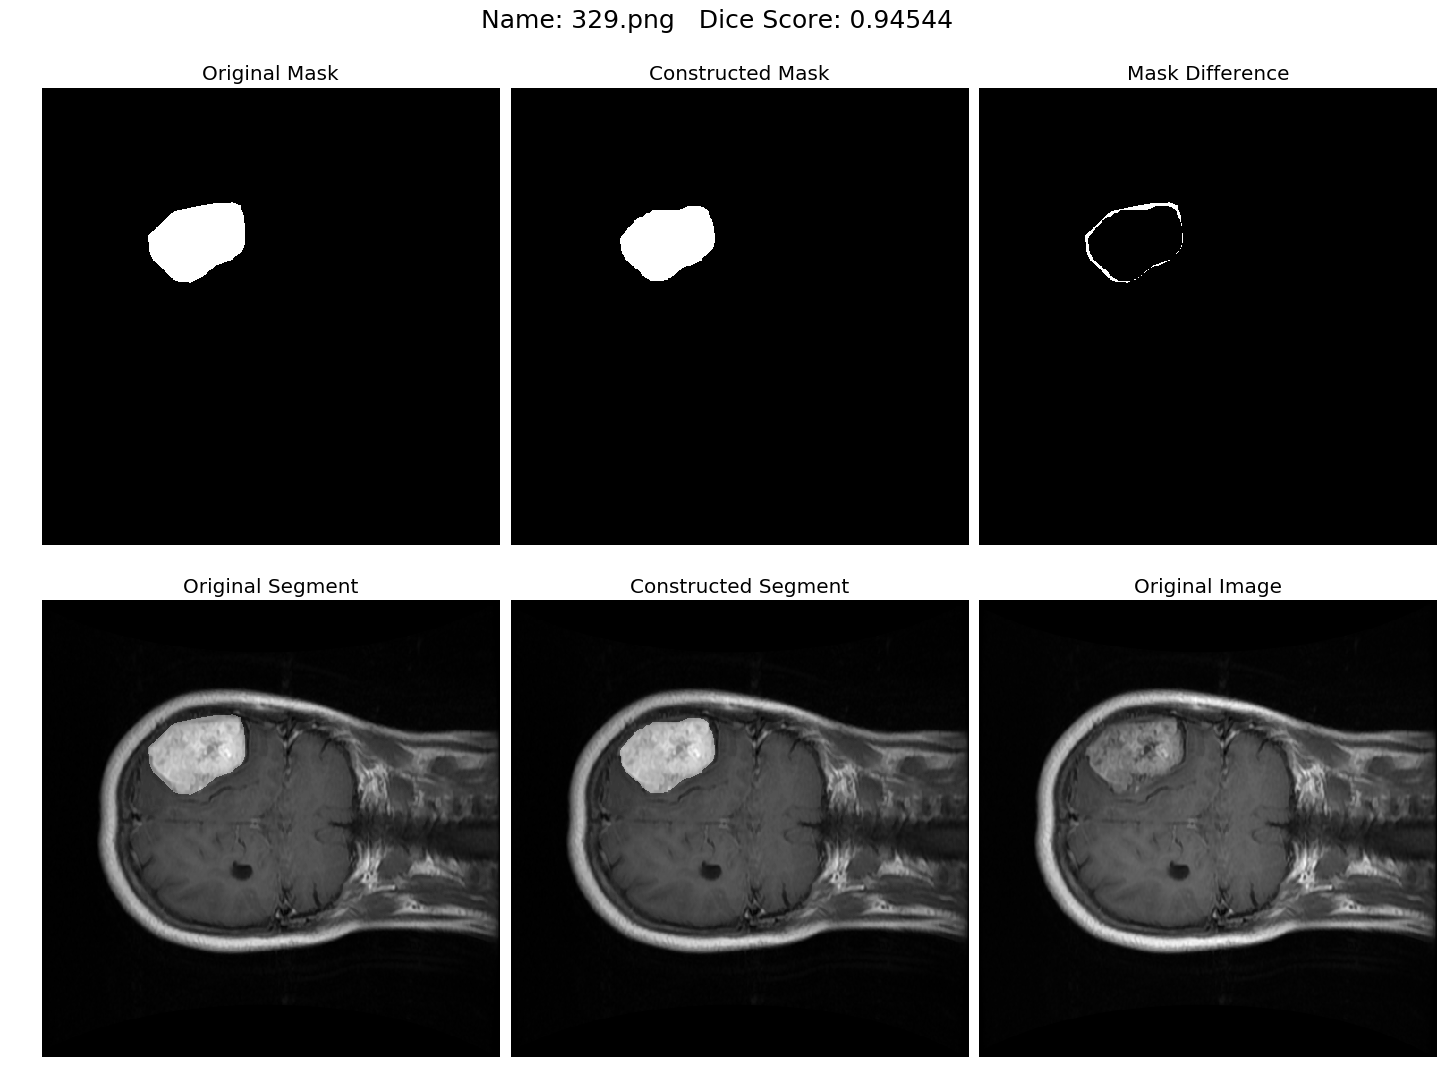 Name: 329.png   Dice Score: 0.94544
Original Mask
Constructed Mask
Mask Difference
Original Segment
Constructed Segment
Original Image